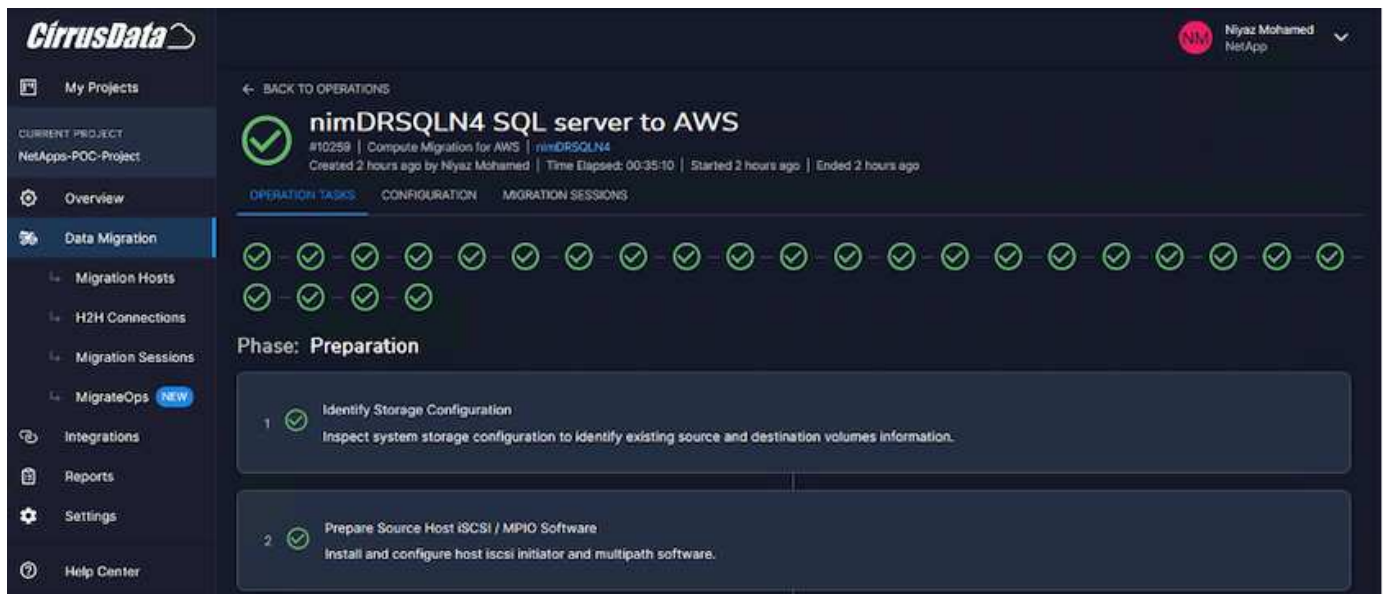 CirrusData
Niyaz Mohamed
NM
NetApp
My Projects
← BACK TO OPERATIONS
CURRENT PROJECT
NetApps-POC-Project
nimDRSQLN4 SQL server to AWS
#10259 | Compute Migration for AWS | nimDRSQLN4
Created 2 hours ago by Niyaz Mohamed | Time Elapsed: 00:35:10 | Started 2 hours ago | Ended 2 hours ago
Overview
OPERATION TASKS CONFIGURATION MIGRATION SESSIONS
Data Migration
Migration Hosts
H2H Connections
Migration Sessions
MigrateOps NEW
Integrations
Reports
Settings
Help Center
Phase: Preparation
1 Identify Storage Configuration
Inspect system storage configuration to identify existing source and destination volumes information.
2 Prepare Source Host iSCSI / MPIO Software
Install and configure host iscsi initiator and multipath software.